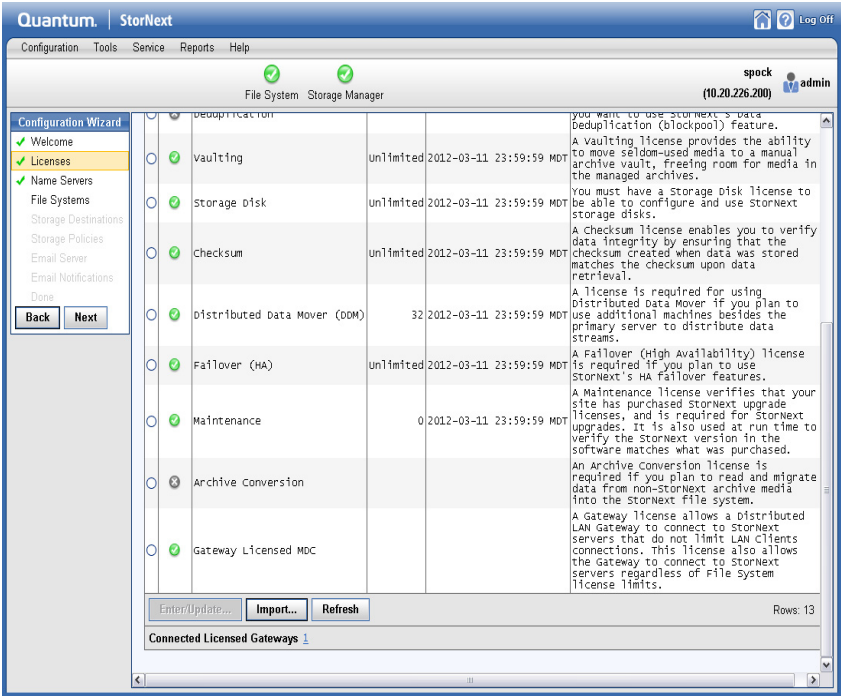 Quantum. StorNext
Log Off
Configuration Tools Service Reports Help
File System Storage Manager
spock
(10.20.226.200)
admin
Configuration Wizard
Welcome
Licenses
Name Servers
File Systems
Storage Destinations
Storage Policies
Email Server
Email Notifications
Done
Back Next
Deduplication
you want to use StorNext's Data
Deduplication (blockpool) feature.
Vaulting Unlimited 2012-03-11 23:59:59 MDT
A Vaulting license provides the ability
to move seldom-used media to a manual
archive vault, freeing room for media in
the managed archives.
Storage Disk Unlimited 2012-03-11 23:59:59 MDT
You must have a Storage Disk license to
be able to configure and use StorNext
storage disks.
Checksum Unlimited 2012-03-11 23:59:59 MDT
A Checksum license enables you to verify
data integrity by ensuring that the
checksum created when data was stored
matches the checksum upon data
retrieval.
Distributed Data Mover (DDM) 32 2012-03-11 23:59:59 MDT
A license is required for using
Distributed Data Mover if you plan to
use additional machines besides the
primary server to distribute data
streams.
Failover (HA) Unlimited 2012-03-11 23:59:59 MDT
A Failover (High Availability) license
is required if you plan to use
StorNext's HA failover features.
Maintenance 0 2012-03-11 23:59:59 MDT
A Maintenance license verifies that your
site has purchased StorNext upgrade
licenses, and is required for StorNext
upgrades. It is also used at run time to
verify the StorNext version in the
software matches what was purchased.
Archive Conversion
An Archive Conversion license is
required if you plan to read and migrate
data from non-StorNext archive media
into the StorNext file system.
Gateway Licensed MDC
A Gateway license allows a Distributed
LAN Gateway to connect to StorNext
servers that do not limit LAN Clients
connections. This license also allows
the Gateway to connect to StorNext
servers regardless of File System
license limits.
Enter/Update... Import... Refresh
Rows: 13
Connected Licensed Gateways 1